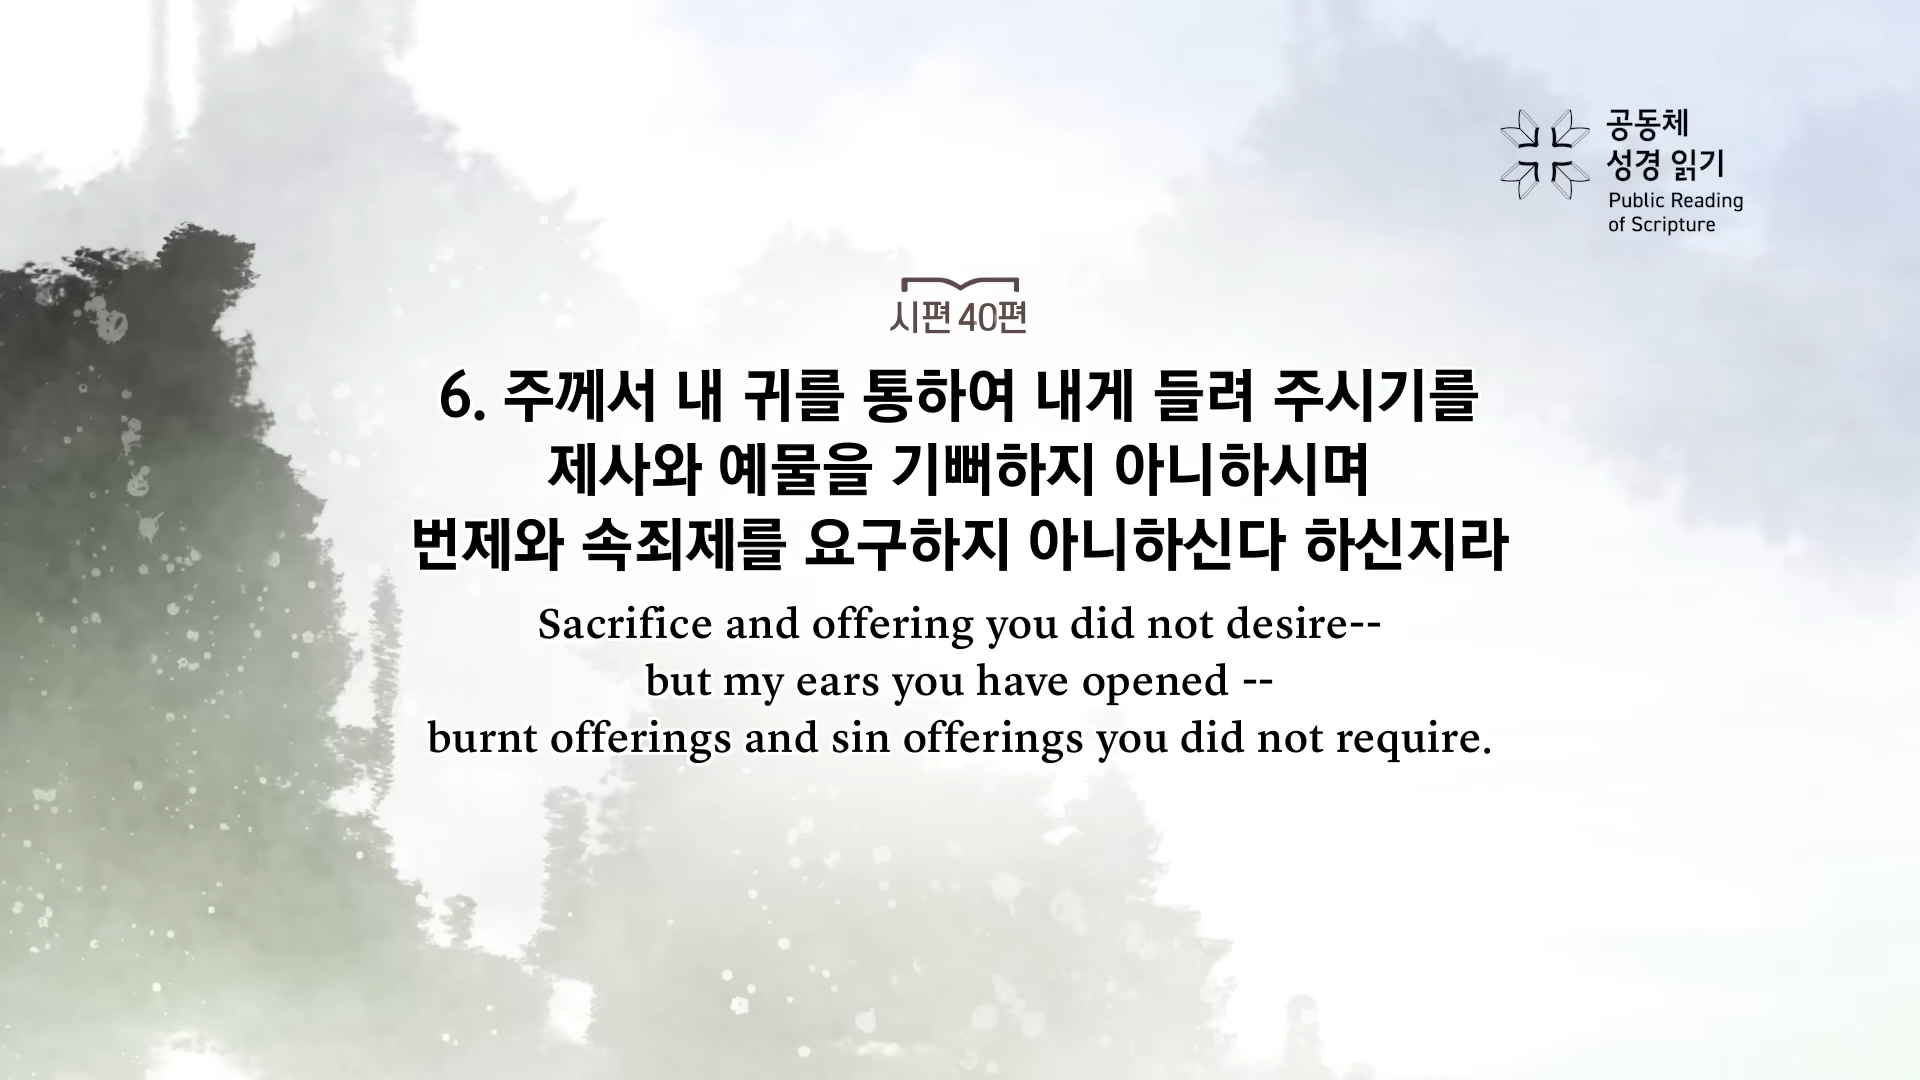 공동체
성경 읽기
Public Reading
of Scripture
시편 40편
6. 주께서 내 귀를 통하여 내게 들려 주시기를
제사와 예물을 기뻐하지 아니하시며
번제와 속죄제를 요구하지 아니하신다 하신지라
Sacrifice and offering you did not desire--
but my ears you have opened --
burnt offerings and sin offerings you did not require.